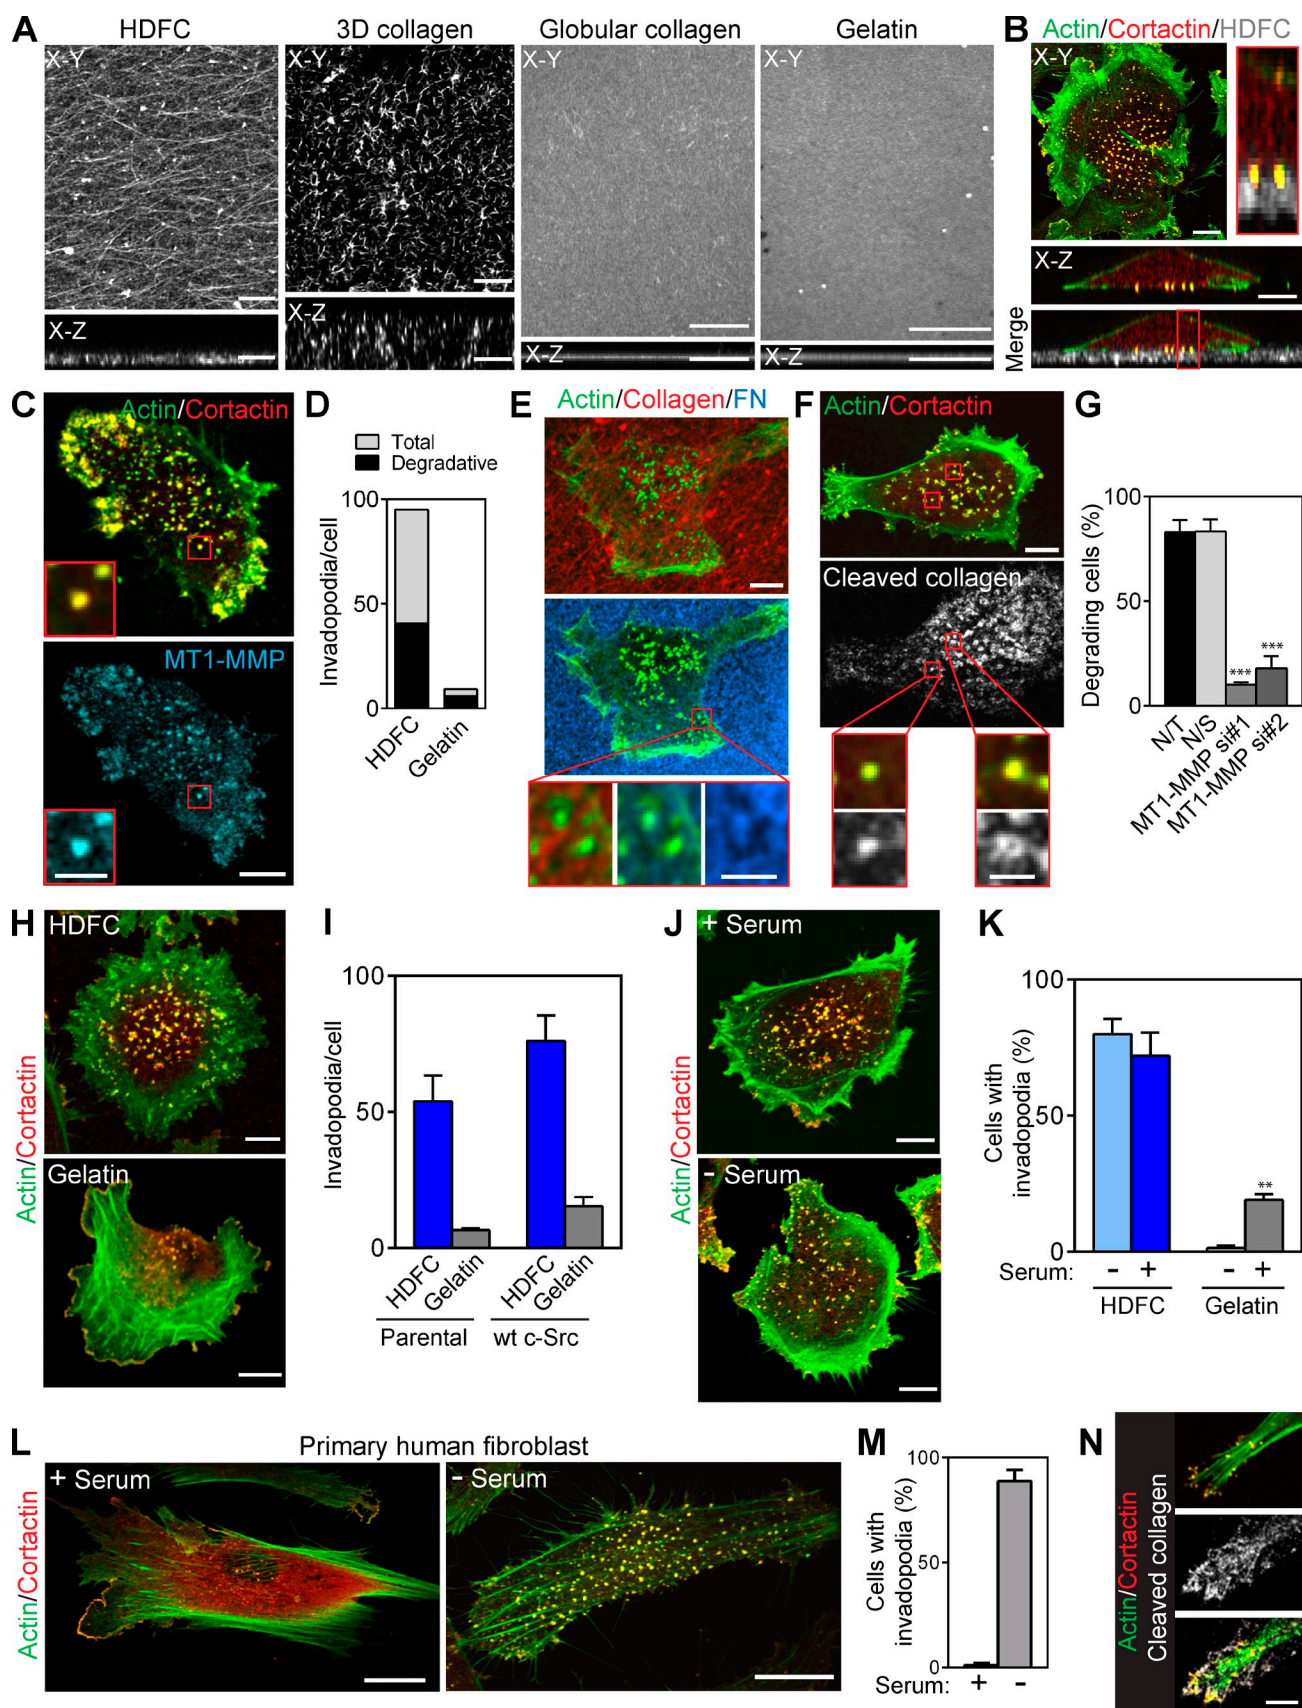 A
HDFC
3D collagen
Globular collagen
Gelatin
X-Y
X-Y
X-Y
X-Y
X-Z
X-Z
X-Z
X-Z
B
Actin/Cortactin/HDFC
X-Y
X-Z
Merge
C
Actin/Cortactin
MT1-MMP
D
Total
Degradative
Invadopodia/cell
100
50
0
HDFC
Gelatin
E
Actin/Collagen/FN
F
Actin/Cortactin
Cleaved collagen
G
Degrading cells (%)
100
50
0
***
***
N/T
N/S
MT1-MMP si#1
MT1-MMP si#2
H
Actin/Cortactin
HDFC
Gelatin
I
Invadopodia/cell
100
50
0
HDFC
Gelatin
HDFC
Gelatin
Parental
wt c-Src
J
Actin/Cortactin
+ Serum
- Serum
K
Cells with
invadopodia (%)
100
50
0
**
Serum: - + - +
HDFC
Gelatin
L
Primary human fibroblast
Actin/Cortactin
+ Serum
- Serum
M
Cells with
invadopodia (%)
100
50
0
Serum: + -
N
Actin/Cortactin
Cleaved collagen